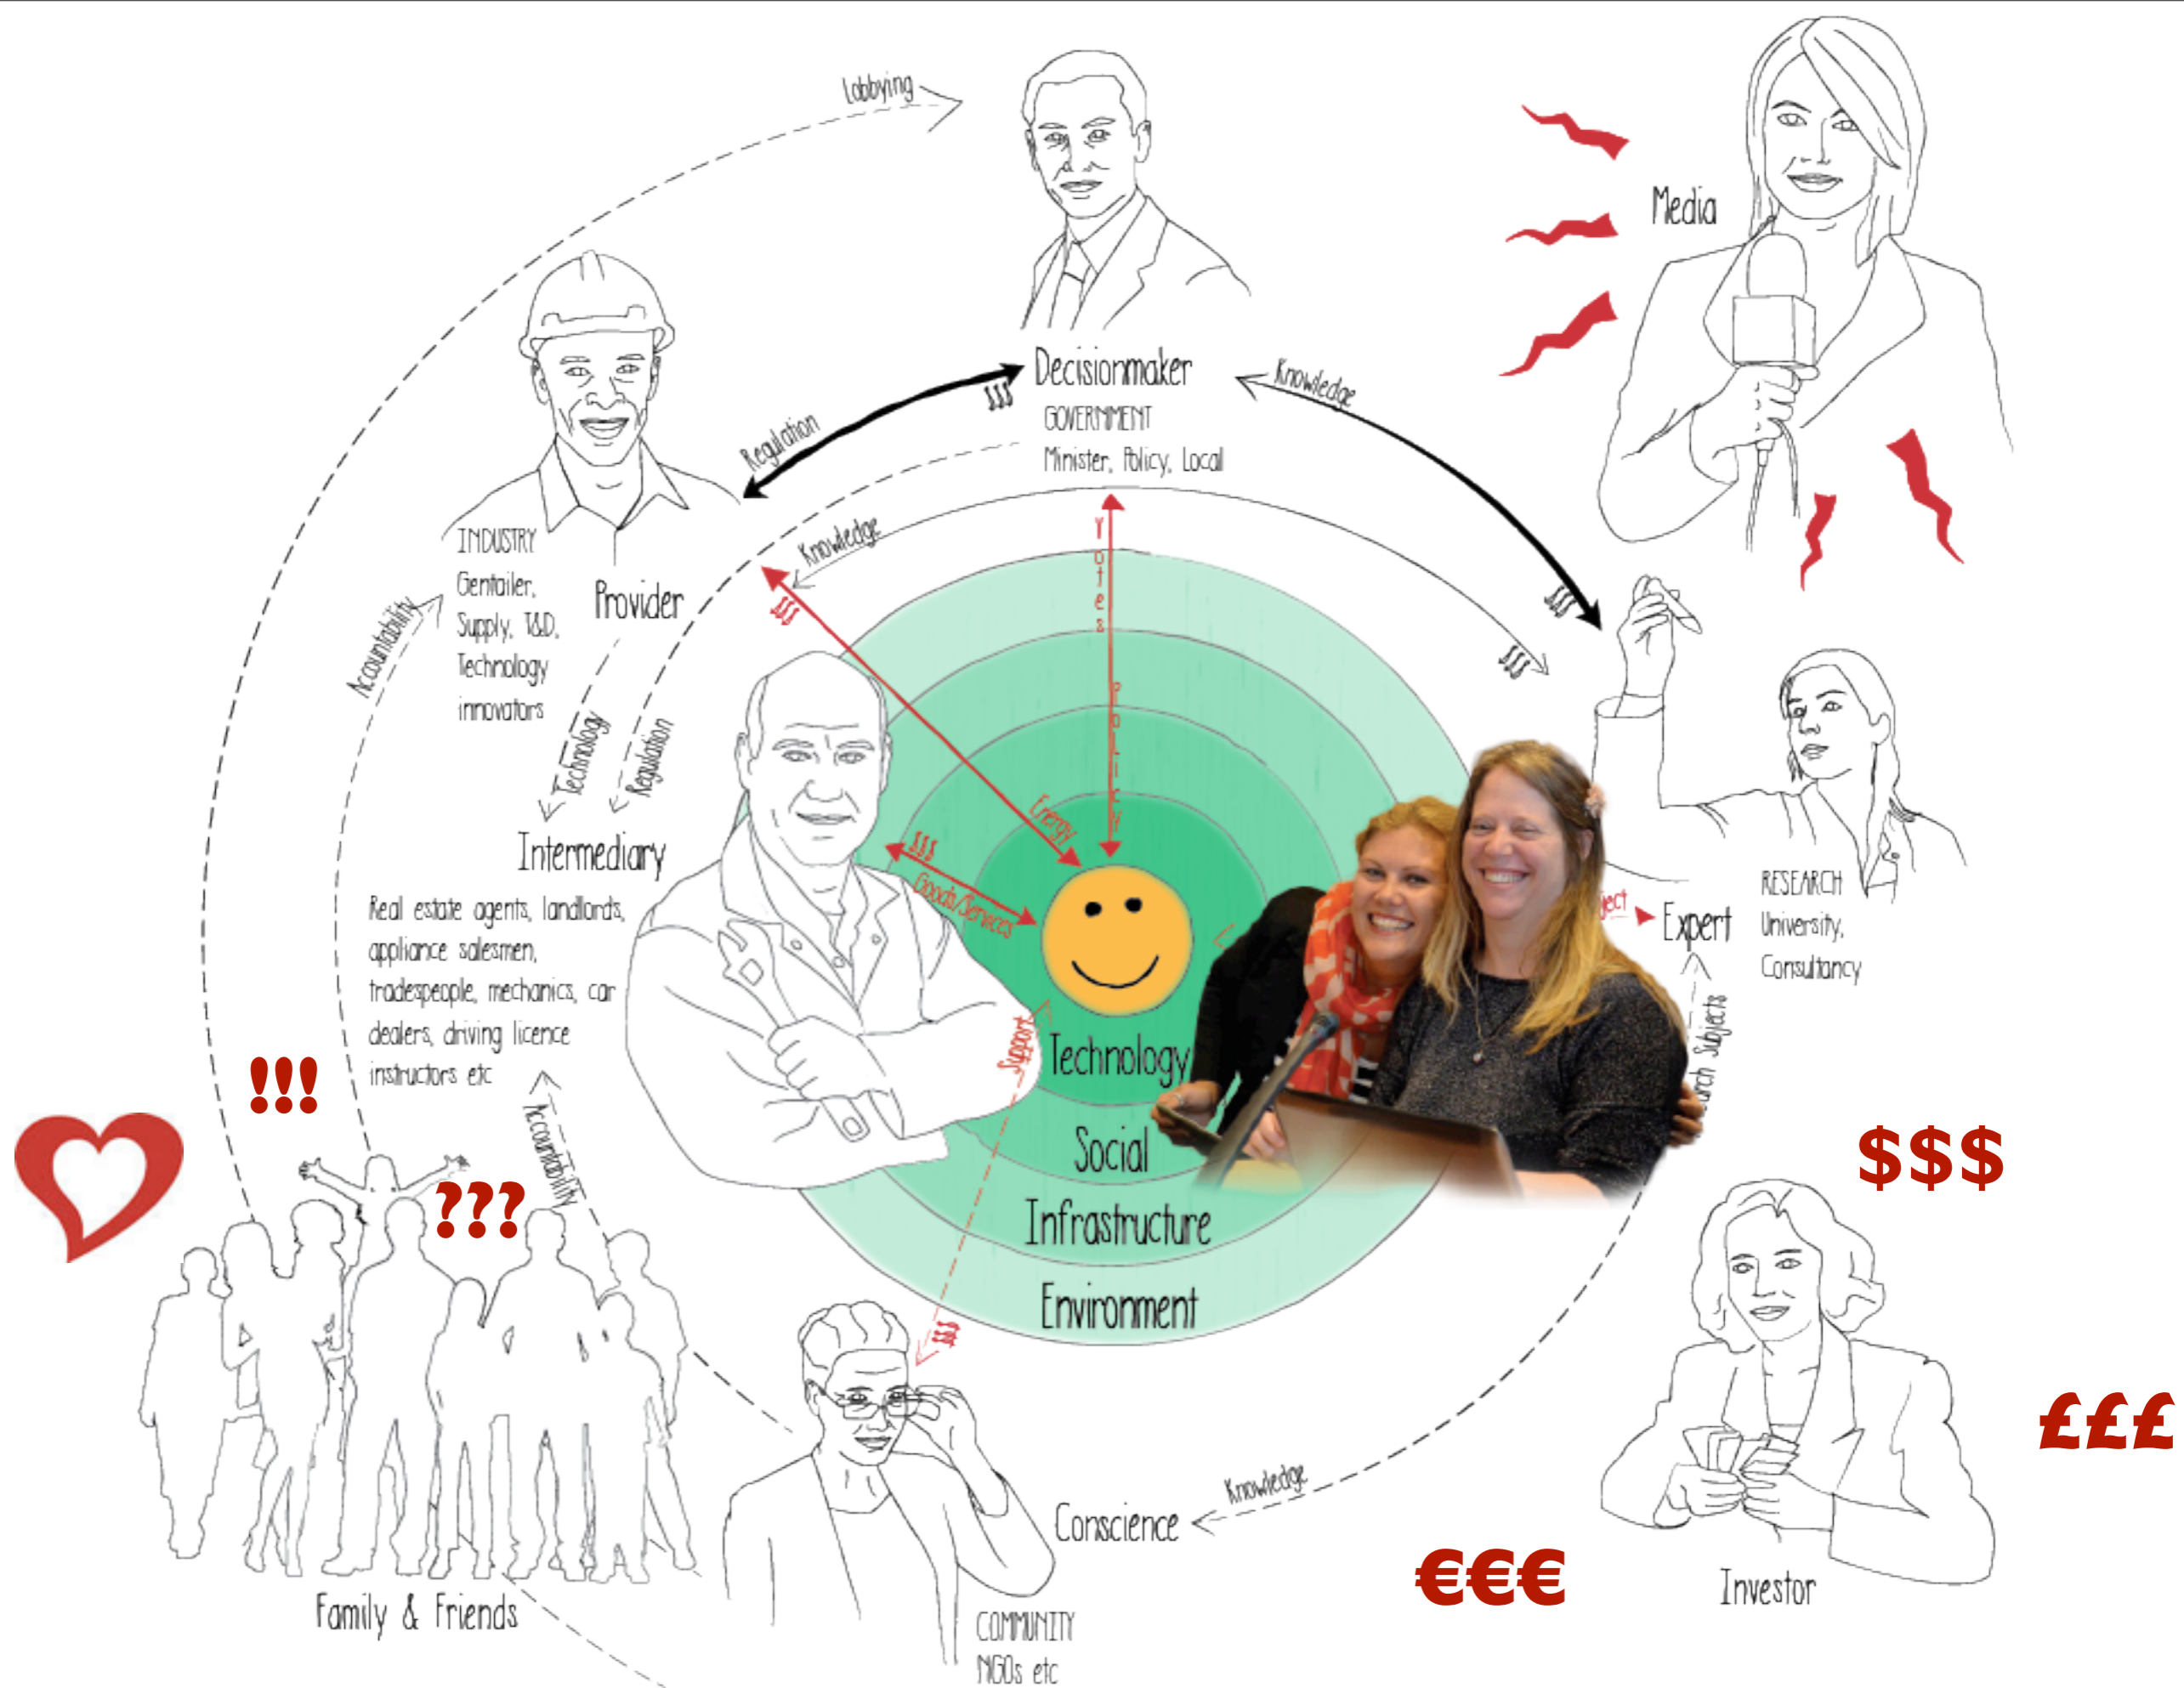 Lobbying
Media
Decisionmaker
GOVERNMENT
Minister, Policy, Local
Regulation
$$$
Knowledge
$$$
INDUSTRY
Gentailer,
Supply, T&D,
Technology
innovators
Provider
Accountability
Knowledge
$$$
$$$
Votes
Policy
Energy
Technology
Regulation
Intermediary
Real estate agents, landlords,
appliance salesmen,
tradespeople, mechanics, car
dealers, driving licence
instructors etc
$$$
Goods/Services
RESEARCH
University,
Consultancy
Expert
Subjects
Support
Technology
Social
Infrastructure
Environment
!!!
???
Accountability
$$$
$$$
£££
€€€
Knowledge
Conscience
COMMUNITY
NGOs etc
Family & Friends
Investor